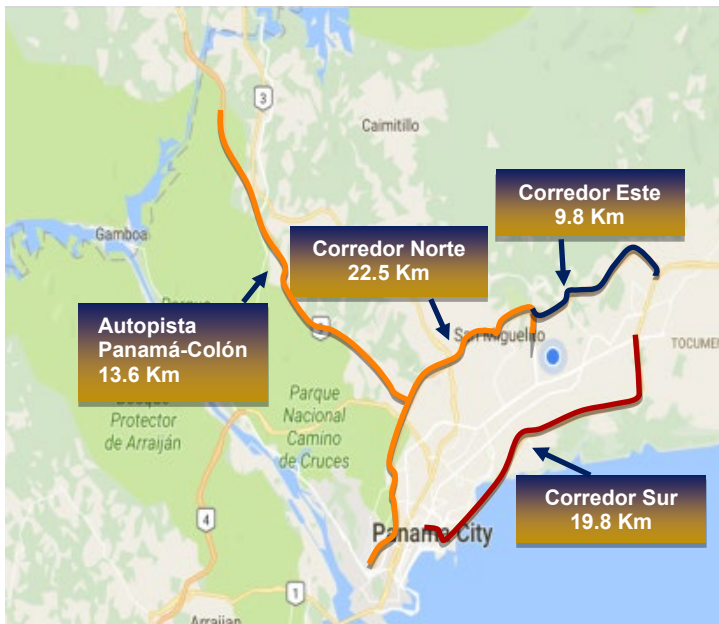 3
Caimitillo
Corredor Este
9.8 Km
Gamboa
Corredor Norte
22.5 Km
Autopista
Panamá-Colón
13.6 Km
San Miguelito
TOCUMEN
Parque
Nacional
Camino
de Cruces
Protector
de Arraiján
Corredor Sur
19.8 Km
4
Panama City
1
Arraiján